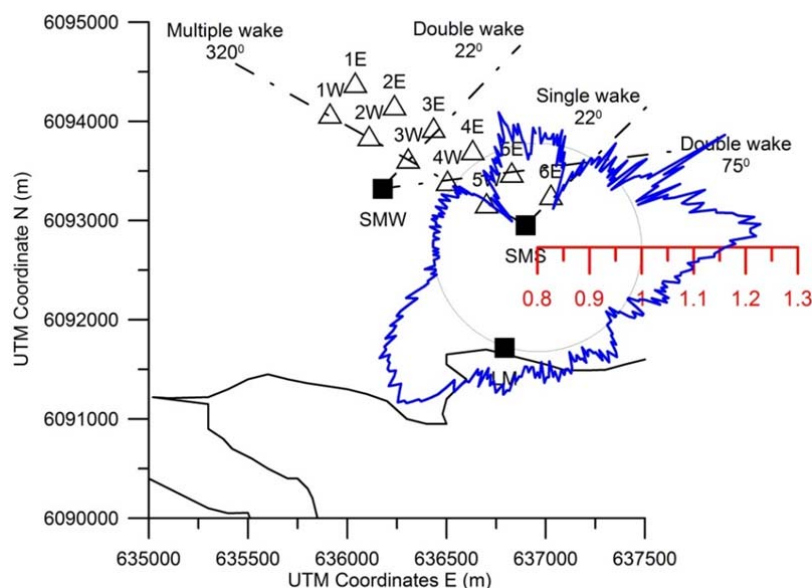 6095000
Multiple wake
320⁰
Double wake
22⁰
1E
2E
1W
2W
3E
3W
4E
4W
5E
5W
6E
Single wake
22⁰
Double wake
75⁰
6094000
6093000
SMW
SMS
0.8 0.9 1 1.1 1.2 1.3
6092000
LM
6091000
6090000
UTM Coordinate N (m)
635000 635500 636000 636500 637000 637500
UTM Coordinates E (m)